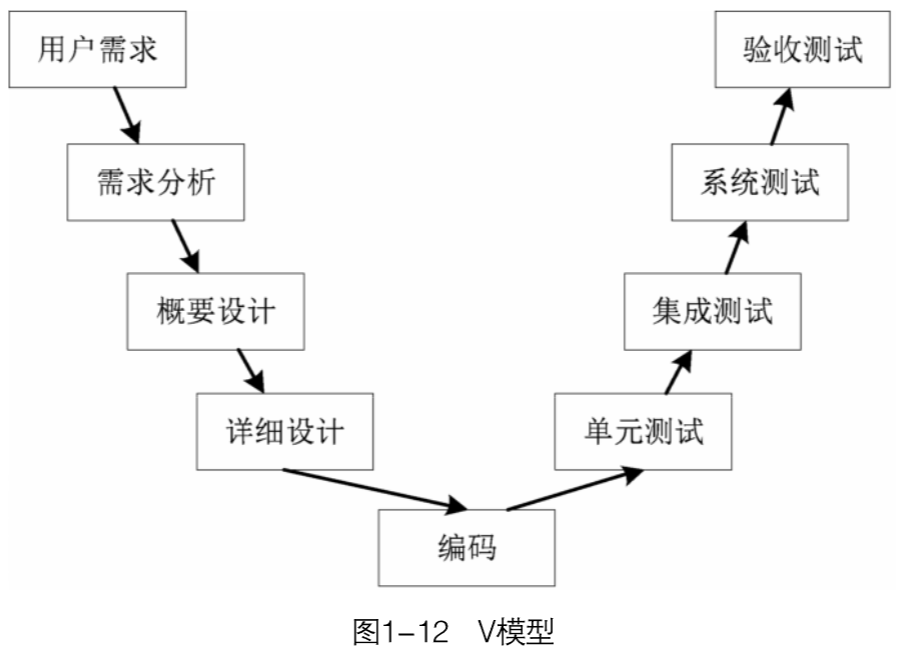 用户需求
验收测试
需求分析
系统测试
概要设计
集成测试
详细设计
单元测试
编码
图1-12 V模型